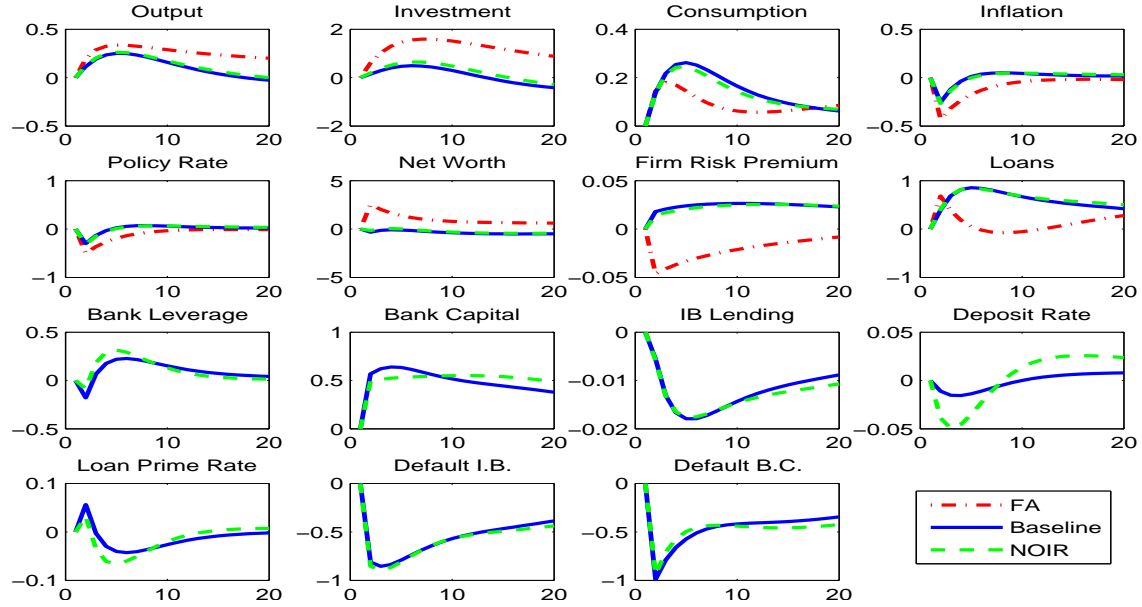 Output Investment Consumption Inflation
0.5 2 0.4 0.5
0 0 0.2 0
−0.5 −2 0 −0.5
0 10 20 0 10 20 0 10 20 0 10 20
Policy Rate Net Worth Firm Risk Premium Loans
1 5 0.05 1
0 0 0 0
−1 −5 −0.05 −1
0 10 20 0 10 20 0 10 20 0 10 20
Bank Leverage Bank Capital IB Lending Deposit Rate
0.5 1 0 0.05
0 0.5 −0.01 0
−0.5 0 −0.02 −0.05
0 10 20 0 10 20 0 10 20 0 10 20
Loan Prime Rate Default I.B. Default B.C.
0.1 0 0
0 −0.5 −0.5
−0.1 −1 −1
0 10 20 0 10 20 0 10 20
FA
Baseline
NOIR